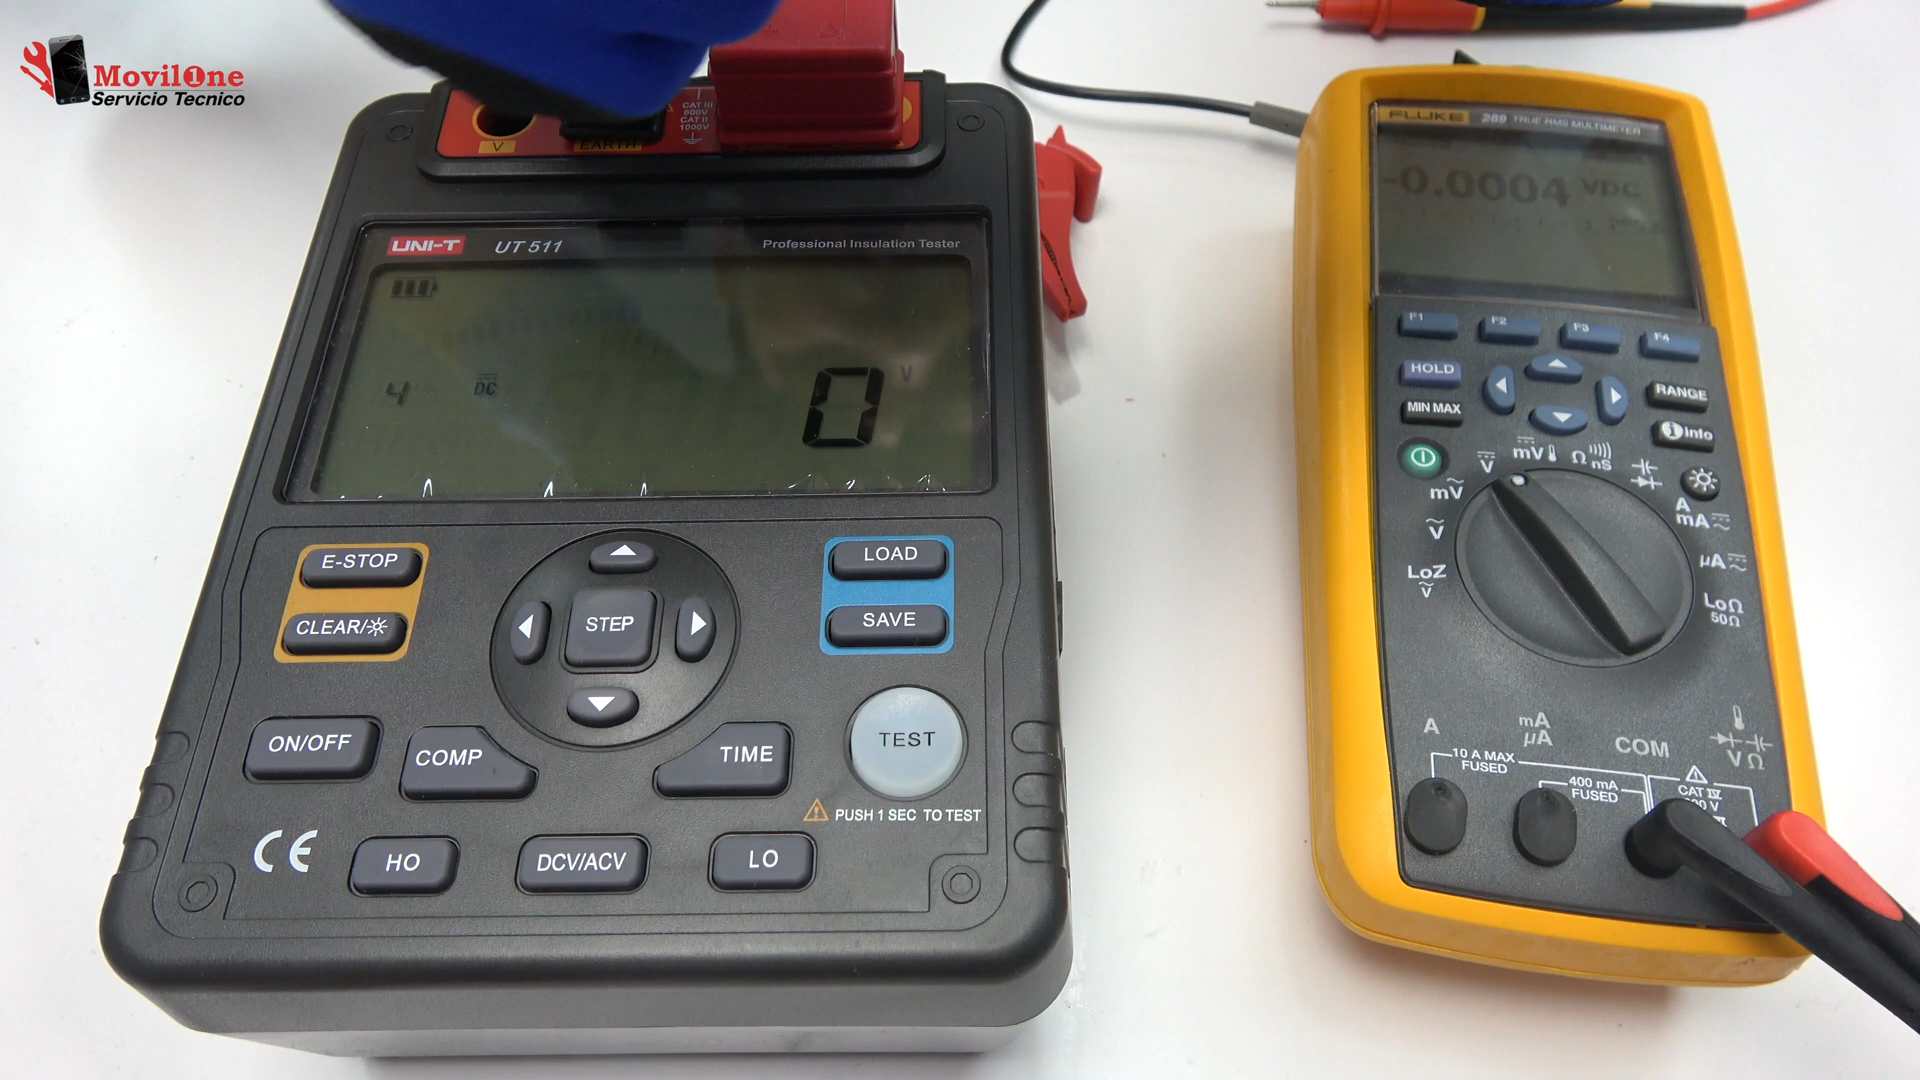 Movil1One
Servicio Tecnico
V
EARTH
CAT III
600V
CAT II
1000V
UNI-T UT511 Professional Insulation Tester
4 DC 0 V
E-STOP
CLEAR/
STEP
LOAD
SAVE
ON/OFF
COMP
TIME
TEST
PUSH 1 SEC TO TEST
CE
HO
DCV/ACV
LO
FLUKE 289 TRUE RMS MULTIMETER
-0.0004 VDC
F1
F2
F3
F4
HOLD
MIN MAX
RANGE
i info
V
mV
Ω
nS
mV
V
LoZ
V
A
mA
µA
LoΩ
50Ω
A
mA
µA
COM
V Ω
10 A MAX
FUSED
400 mA
FUSED
CAT IV